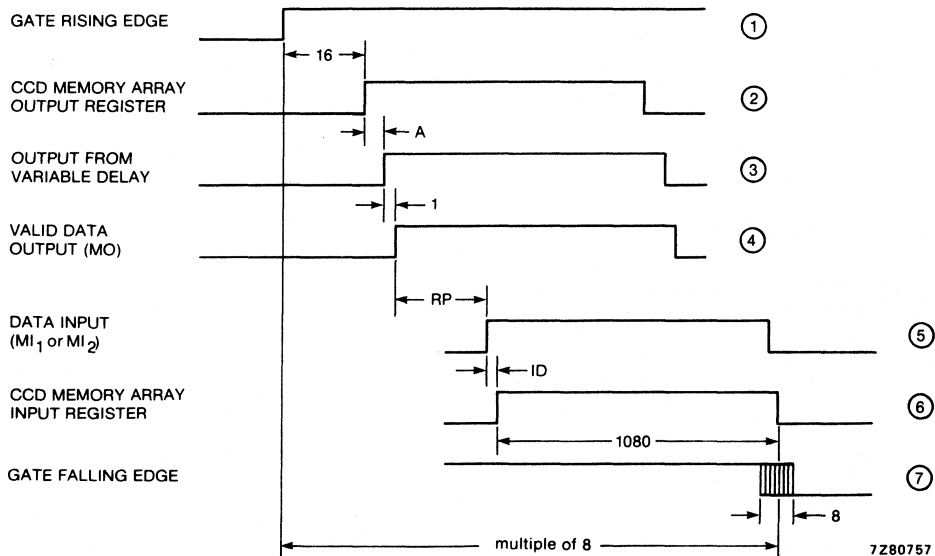 GATE RISING EDGE
1
16
CCD MEMORY ARRAY
OUTPUT REGISTER
2
A
OUTPUT FROM
VARIABLE DELAY
3
1
VALID DATA
OUTPUT (MO)
4
RP
DATA INPUT
(MI1 or MI2)
5
ID
CCD MEMORY ARRAY
INPUT REGISTER
6
1080
GATE FALLING EDGE
7
8
multiple of 8
7Z80757